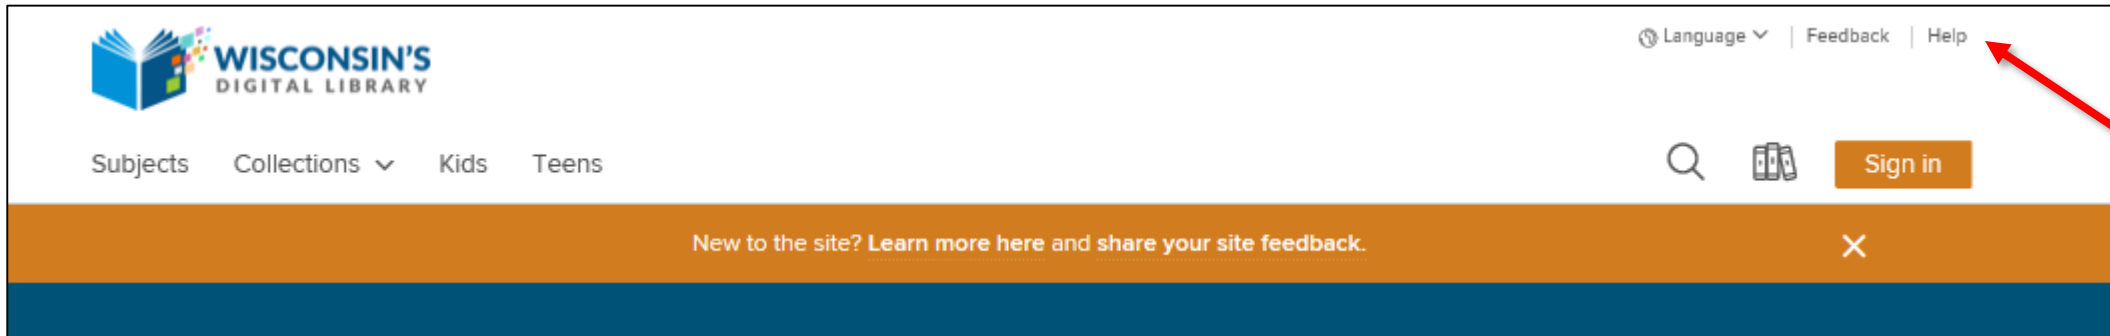 WISCONSIN'S
DIGITAL LIBRARY
Language | Feedback | Help
Subjects Collections Kids Teens
Sign in
New to the site? Learn more here and share your site feedback.